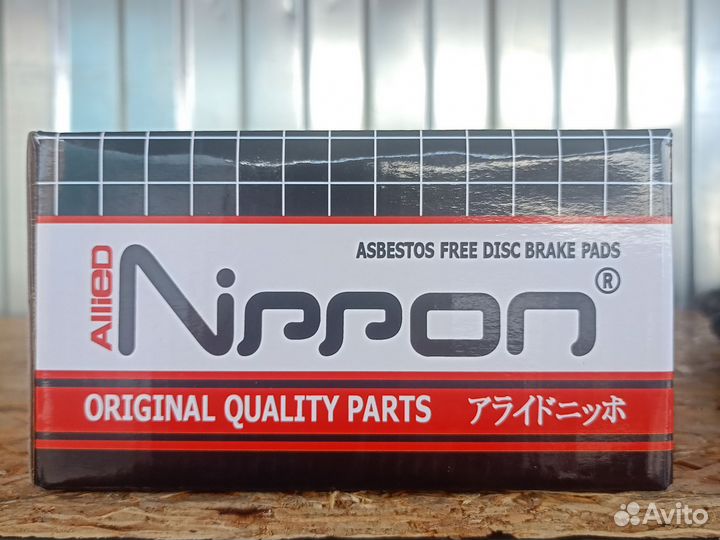 ASBESTOS FREE DISC BRAKE PADS
Allied
Nippon®
ORIGINAL QUALITY PARTS アライドニッポ
Avito